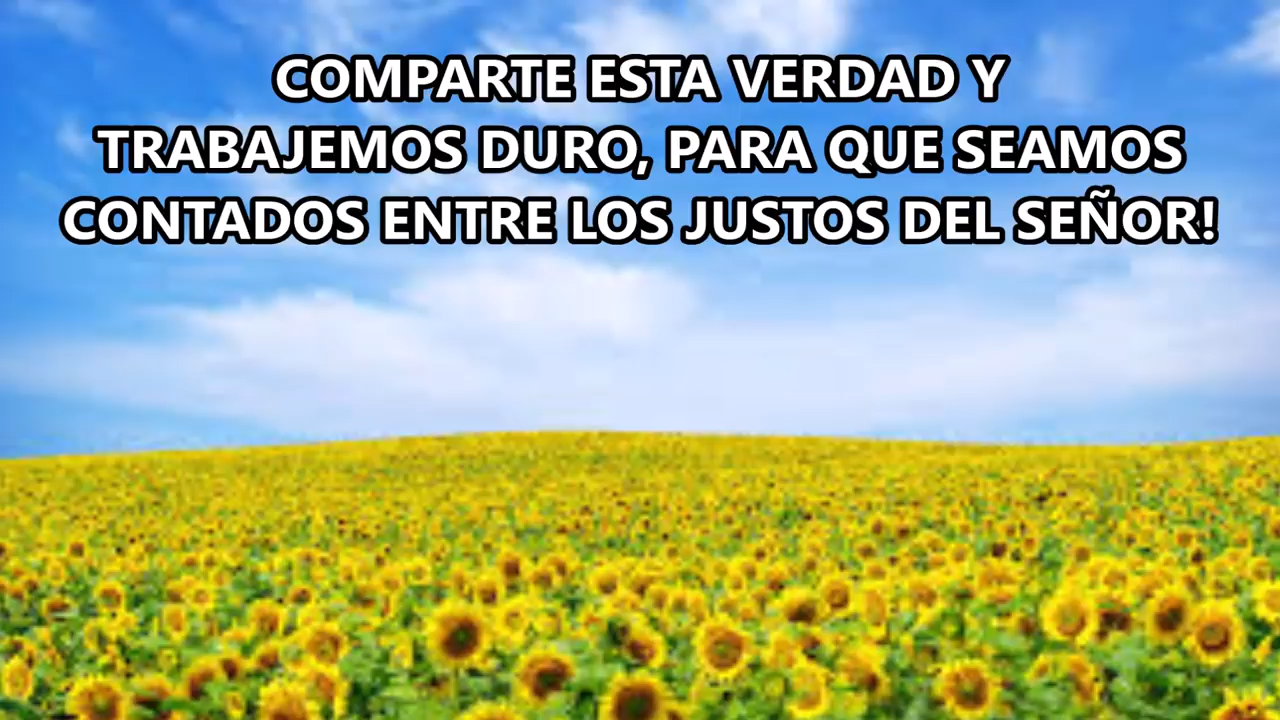 COMPARTE ESTA VERDAD Y
TRABAJEMOS DURO, PARA QUE SEAMOS
CONTADOS ENTRE LOS JUSTOS DEL SEÑOR!